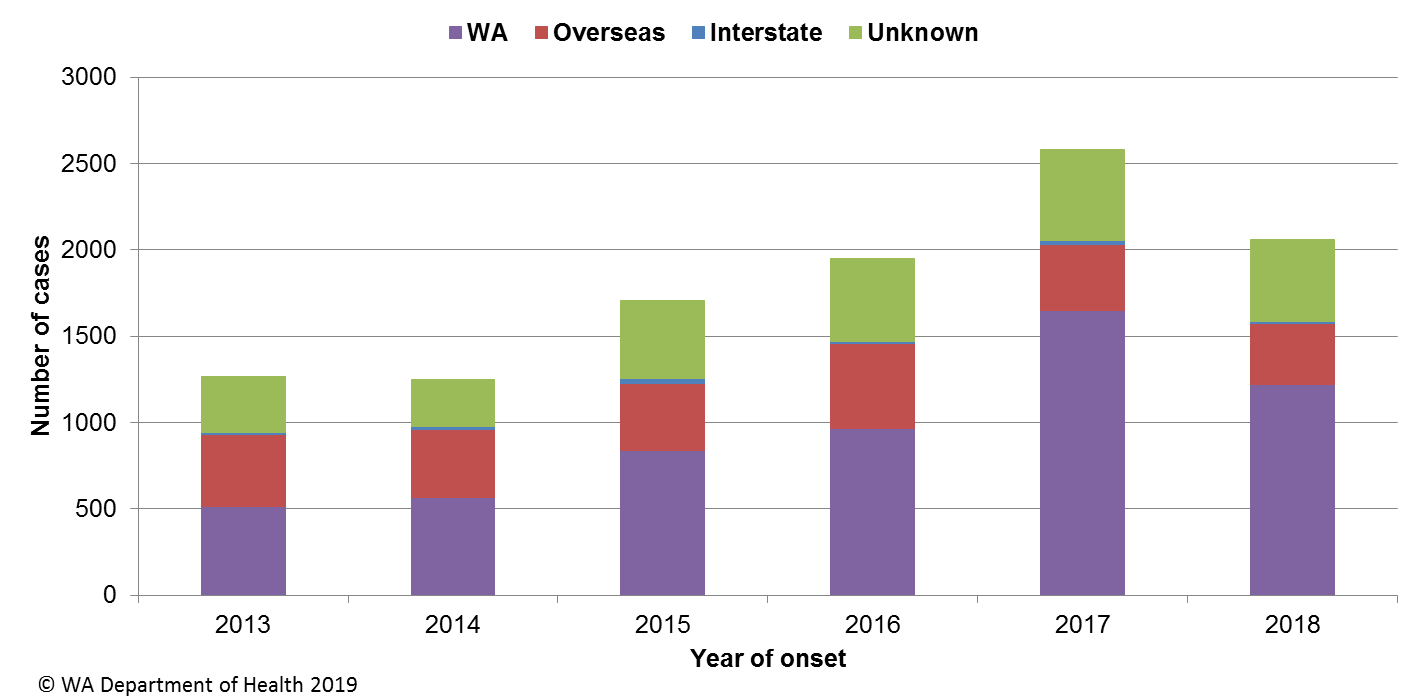 WA Overseas Interstate Unknown
3000
2500
2000
1500
1000
500
0
Number of cases
2013 2014 2015 2016 2017 2018
Year of onset
© WA Department of Health 2019